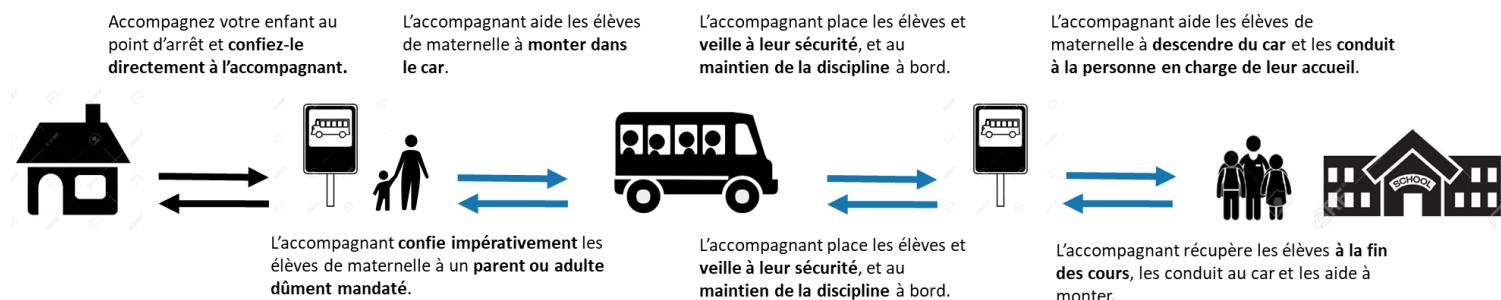 Accompagnez votre enfant au
point d’arrêt et confiez-le
directement à l’accompagnant.
L’accompagnant aide les élèves
de maternelle à monter dans
le car.
L’accompagnant place les élèves et
veille à leur sécurité, et au
maintien de la discipline à bord.
L’accompagnant aide les élèves de
maternelle à descendre du car et les conduit
à la personne en charge de leur accueil.
SCHOOL
L’accompagnant confie impérativement les
élèves de maternelle à un parent ou adulte
dûment mandaté.
L’accompagnant place les élèves et
veille à leur sécurité, et au
maintien de la discipline à bord.
L’accompagnant récupère les élèves à la fin
des cours, les conduit au car et les aide à
monter.